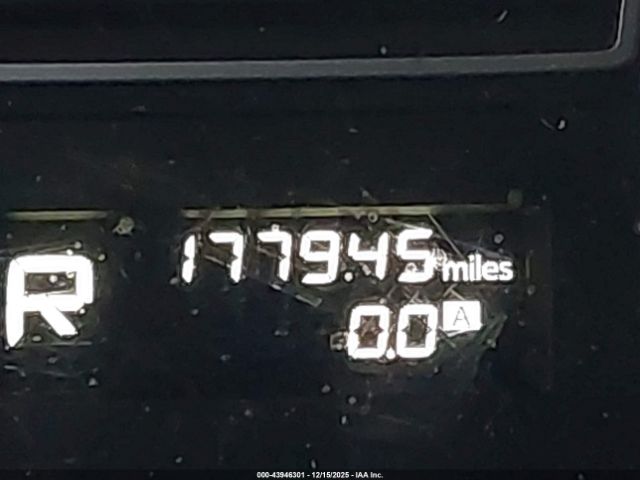 177945 miles
R
0.0 A
000-43946301 - 12/15/2025 - IAA Inc.